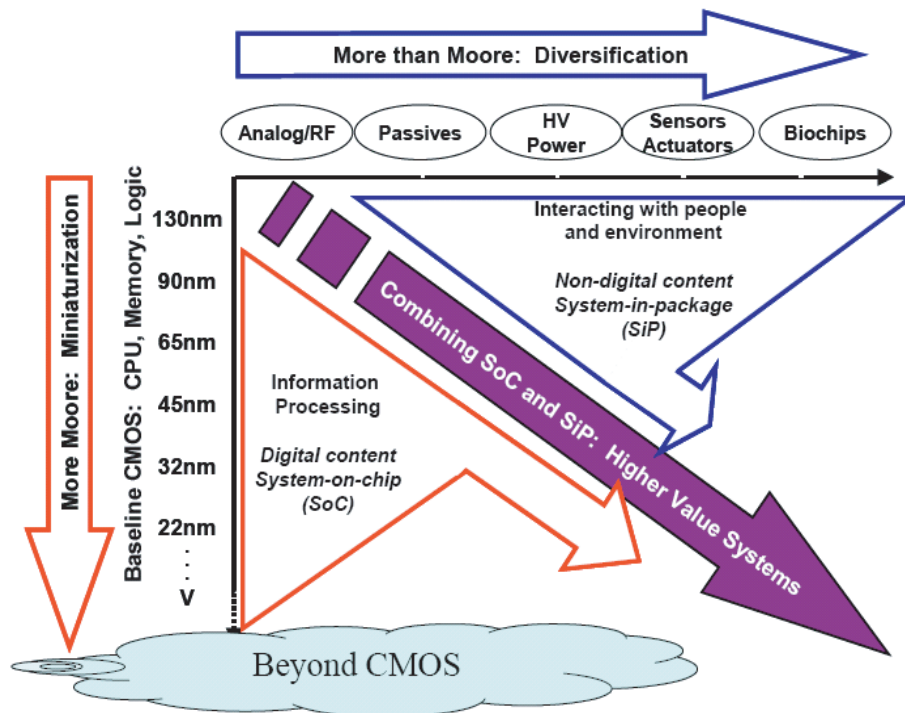 More than Moore: Diversification
Analog/RF
Passives
HV
Power
Sensors
Actuators
Biochips
More Moore: Miniaturization
Baseline CMOS: CPU, Memory, Logic
130nm
90nm
65nm
45nm
32nm
22nm
.
.
.
.
V
Interacting with people
and environment
Non-digital content
System-in-package
(SiP)
Combining SoC and SiP: Higher Value Systems
Information
Processing
Digital content
System-on-chip
(SoC)
Beyond CMOS